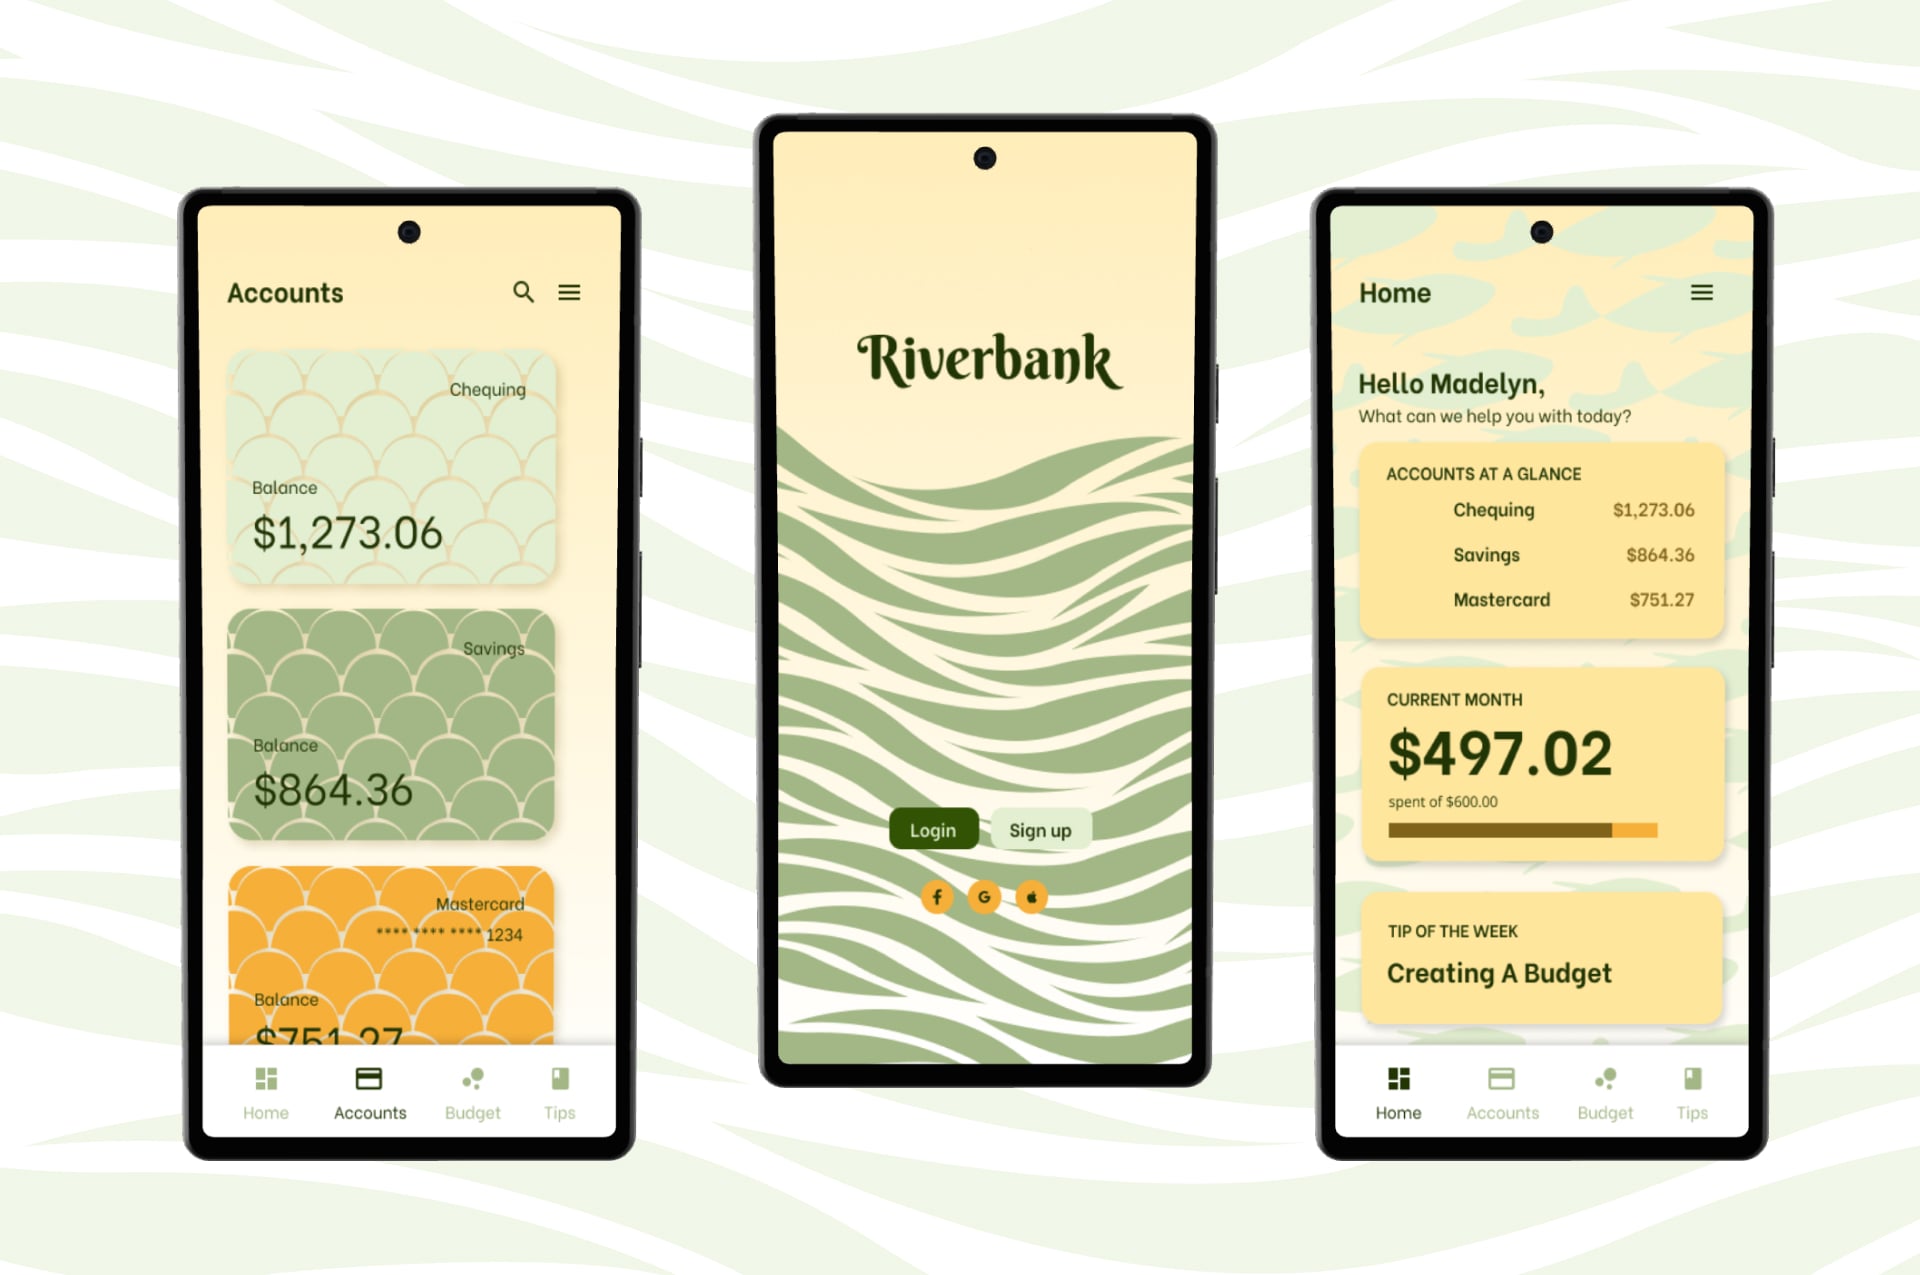 Accounts
Chequing
Balance
$1,273.06
Savings
Balance
$864.36
Mastercard
**** **** **** 1234
Balance
$751.27
Home Accounts Budget Tips
Riverbank
Login Sign up
Home
Hello Madelyn,
What can we help you with today?
ACCOUNTS AT A GLANCE
Chequing $1,273.06
Savings $864.36
Mastercard $751.27
CURRENT MONTH
$497.02
spent of $600.00
TIP OF THE WEEK
Creating A Budget
Home Accounts Budget Tips